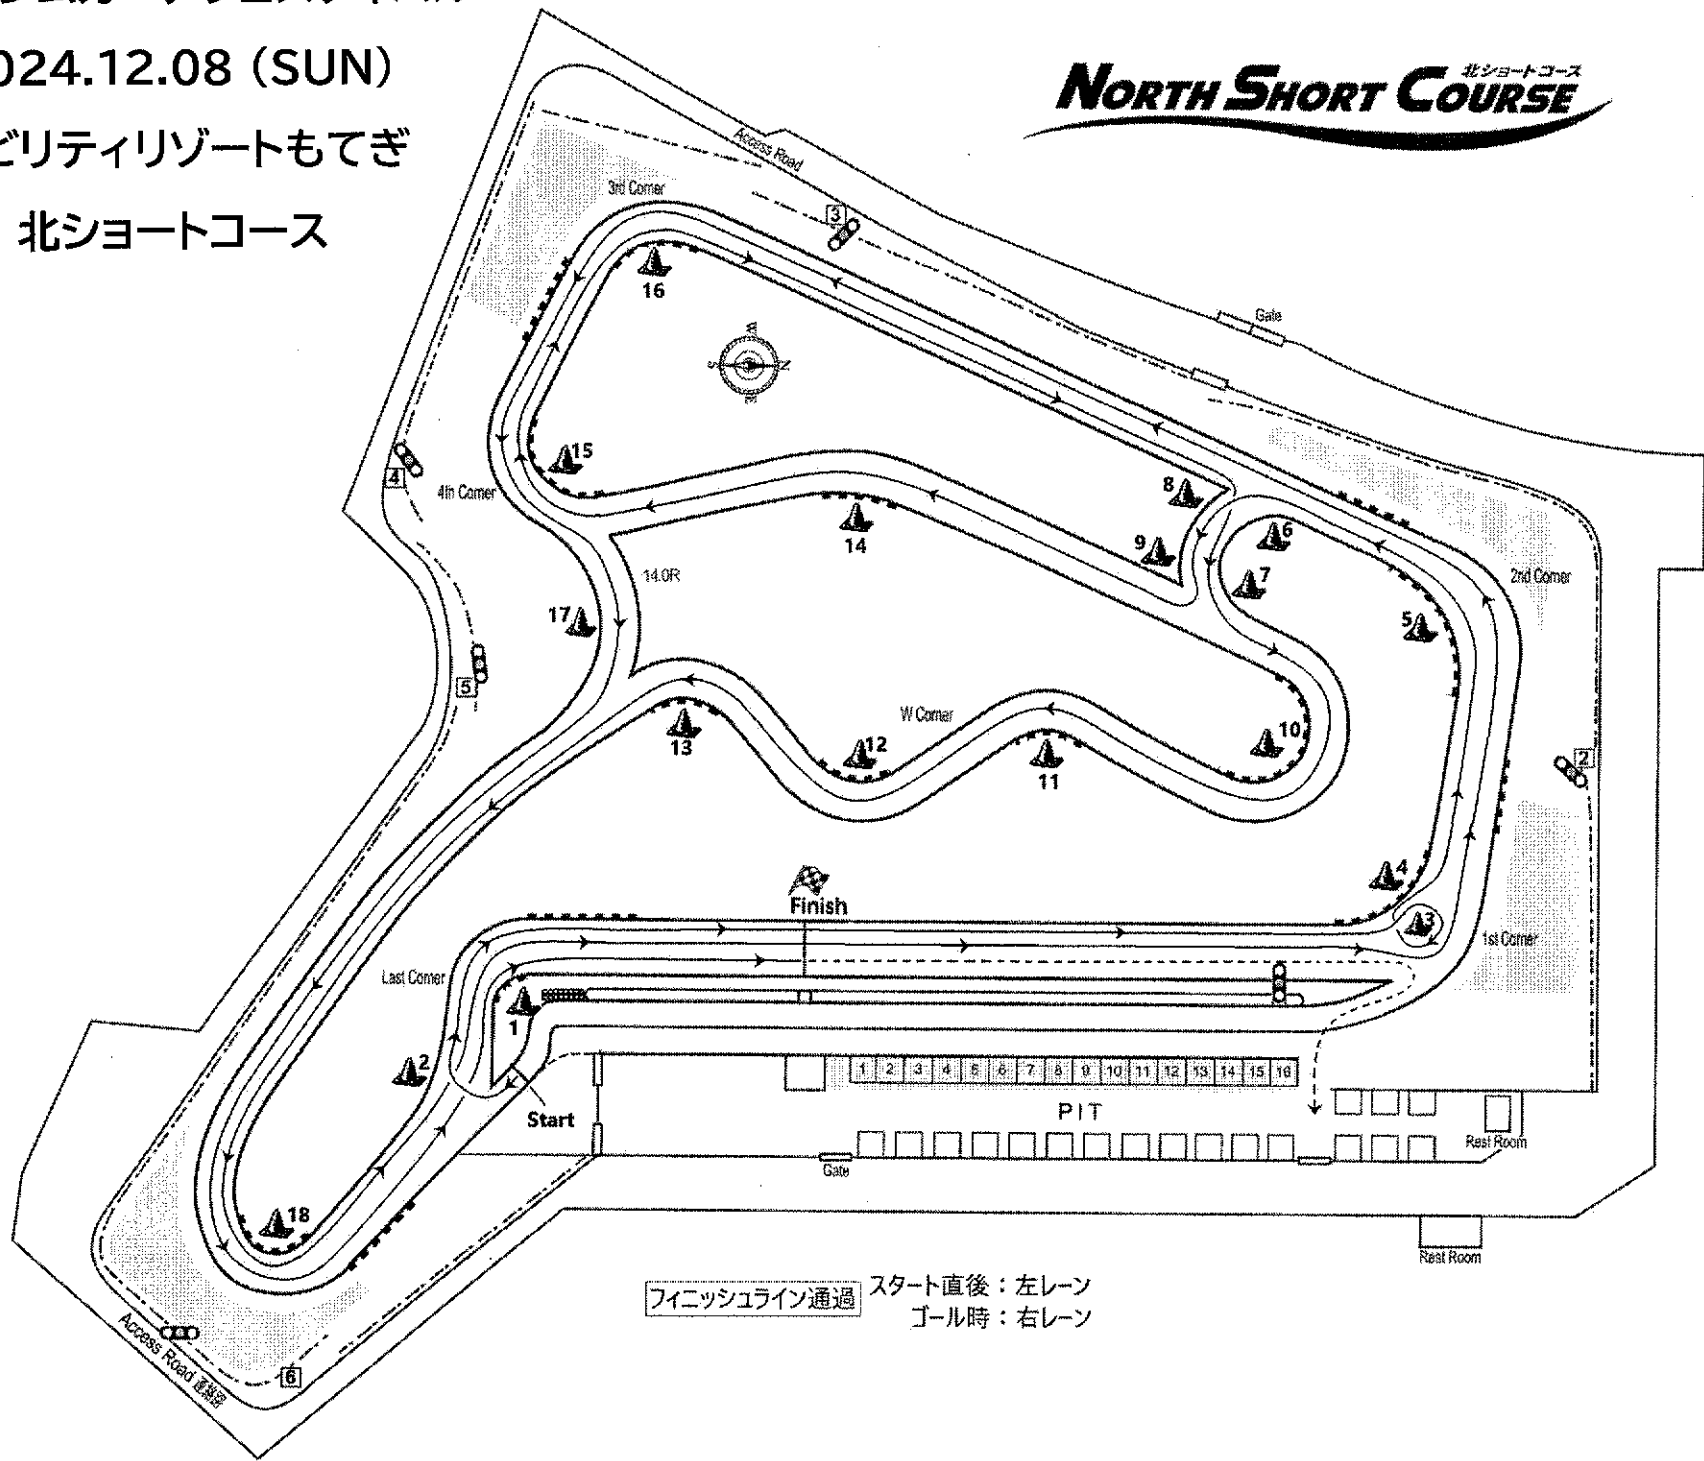 024.12.08 (SUN)
ビリティリゾートもてぎ
北ショートコース
北ショートコース
NORTH SHORT COURSE
Access Road
3rd Corner
3
16
Gate
15
4
4th Corner
8
6
14
9
7
2nd Corner
14.0R
17
5
5
W Corner
10
2
13
12
11
4
Finish
3
1st Corner
Last Corner
1
2
Start
1 2 3 4 5 6 7 8 9 10 11 12 13 14 15 16
PIT
Rest Room
Gate
18
Rest Room
フィニッシュライン通過
スタート直後：左レーン
ゴール時：右レーン
Access Road 連絡路
6